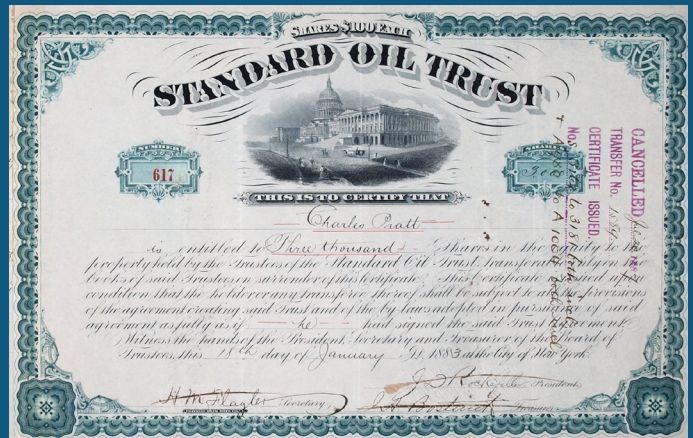 SHARES $100 EACH
STANDARD OIL TRUST
NUMBER
617
SHARES
THIS IS TO CERTIFY THAT
Charles Pratt
is entitled to Three thousand shares in the equity to the
property held by the Trustees of the Standard Oil Trust, transferable only upon the
books of said Trustees on surrender of this Certificate. This Certificate is issued upon
condition that the holder or any transferee thereof shall be subject to all the provisions
of the agreement creating said Trust and of the by-laws adopted in pursuance of said
agreement as fully as if he had signed the said Trust agreement.
Witness the hands of the President, Secretary and Treasurer of the Board of
Trustees, this 18th day of January A.D. 1883 at the city of New York.
H M Flagler Secretary
J D Rockefeller President
J A Bostwick Treasurer
CANCELLED
TRANSFER No.
CERTIFICATE ISSUED
Nos.